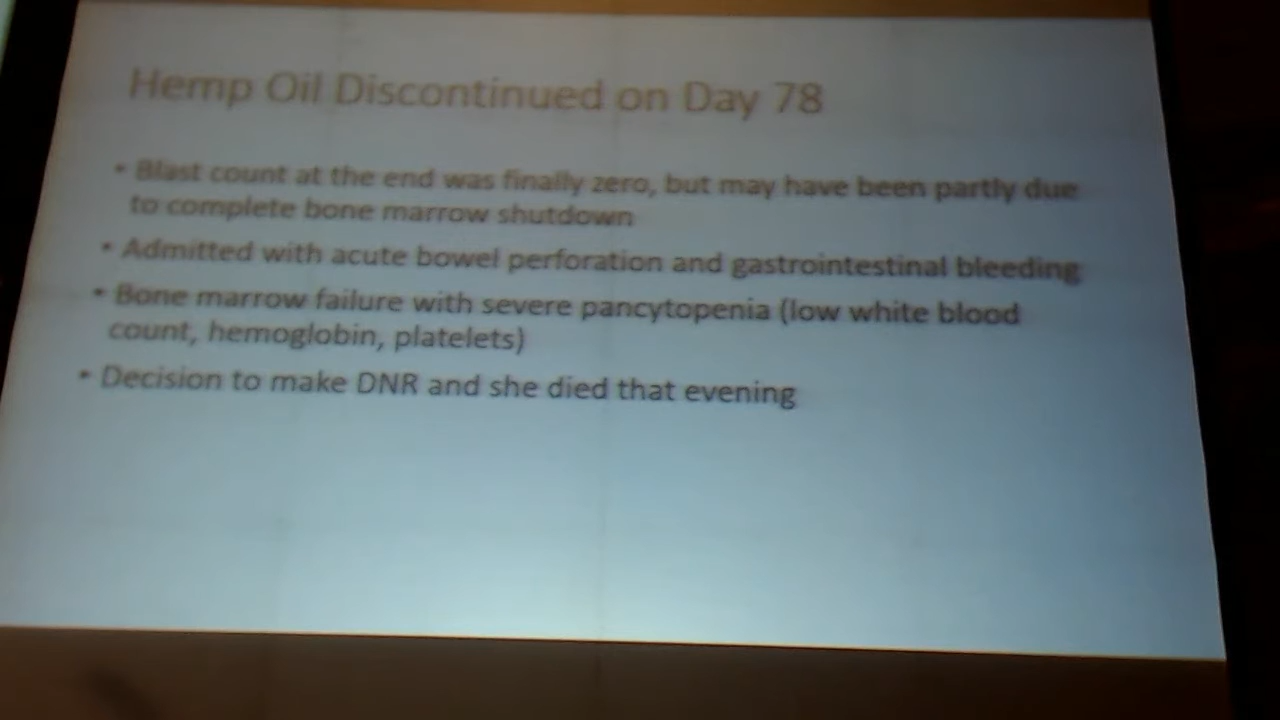 Hemp Oil Discontinued on Day 78
• Blast count at the end was finally zero, but may have been partly due
to complete bone marrow shutdown
• Admitted with acute bowel perforation and gastrointestinal bleeding
• Bone marrow failure with severe pancytopenia (low white blood
count, hemoglobin, platelets)
• Decision to make DNR and she died that evening